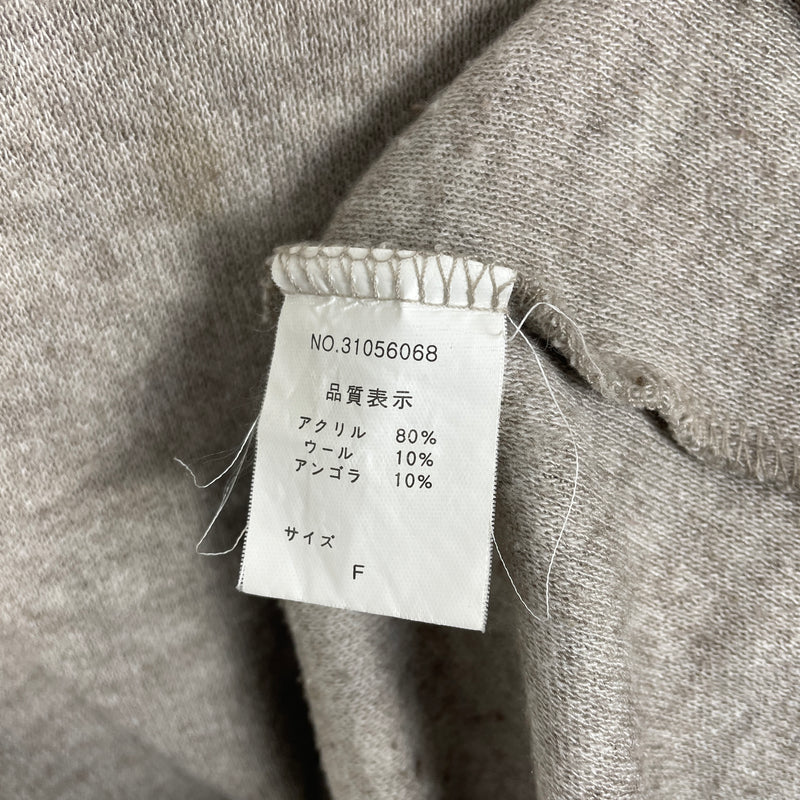 NO.31056068
品質表示
アクリル 80%
ウール 10%
アンゴラ 10%
サイズ
F